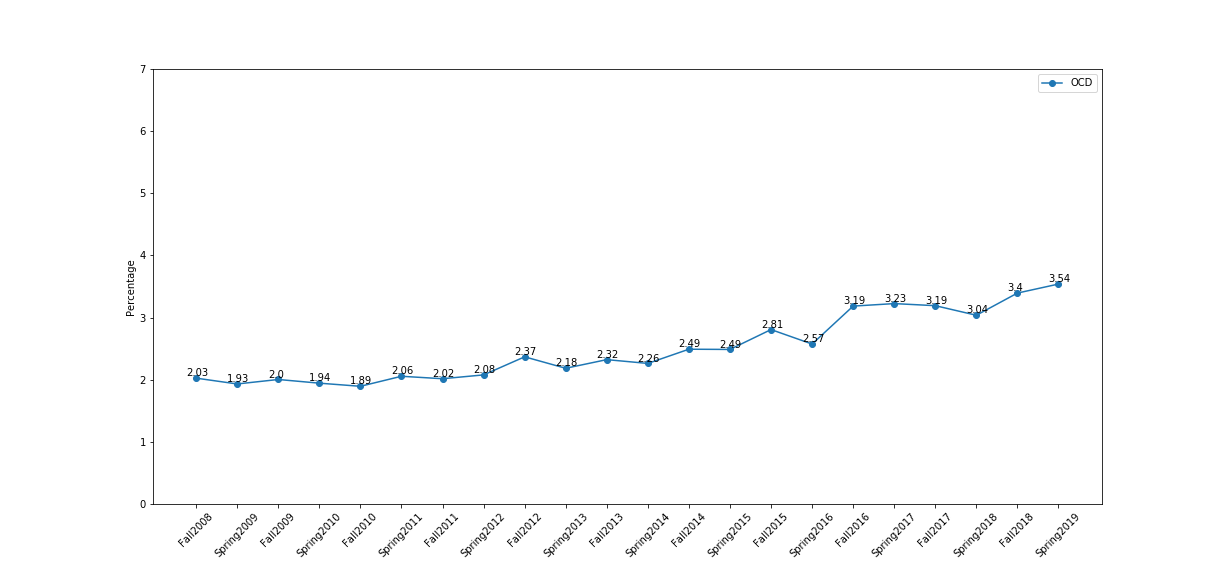 OCD
7
6
5
4
3
2
1
0
Percentage
2.03
1.93
2.0
1.94
1.89
2.06
2.02
2.08
2.37
2.18
2.32
2.26
2.49
2.49
2.81
2.57
3.19
3.23
3.19
3.04
3.4
3.54
Fall2008
Spring2009
Fall2009
Spring2010
Fall2010
Spring2011
Fall2011
Spring2012
Fall2012
Spring2013
Fall2013
Spring2014
Fall2014
Spring2015
Fall2015
Spring2016
Fall2016
Spring2017
Fall2017
Spring2018
Fall2018
Spring2019